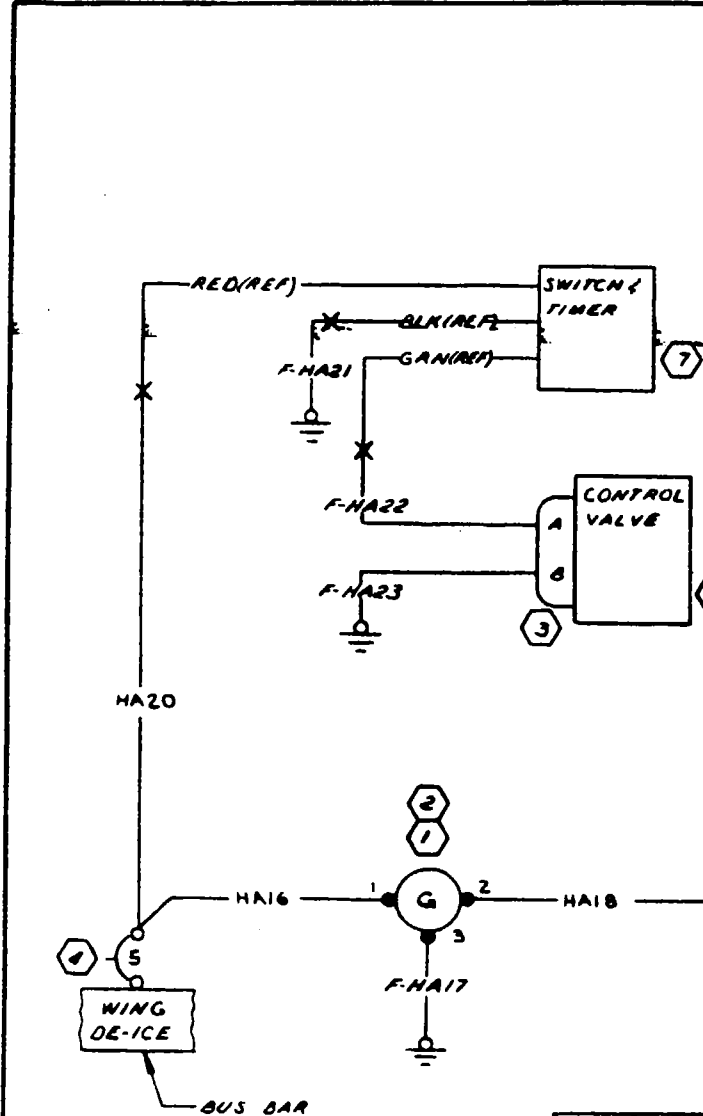 RED(REF)
SWITCH &
TIMER
BLK(REF)
F-HA21
GRN(REF)
7
F-HA22
CONTROL
VALVE
A
B
F-HA23
3
HA20
2
1
HA16
1
G
2
HA18
3
4
5
F-HA17
WING
DE-ICE
BUS BAR